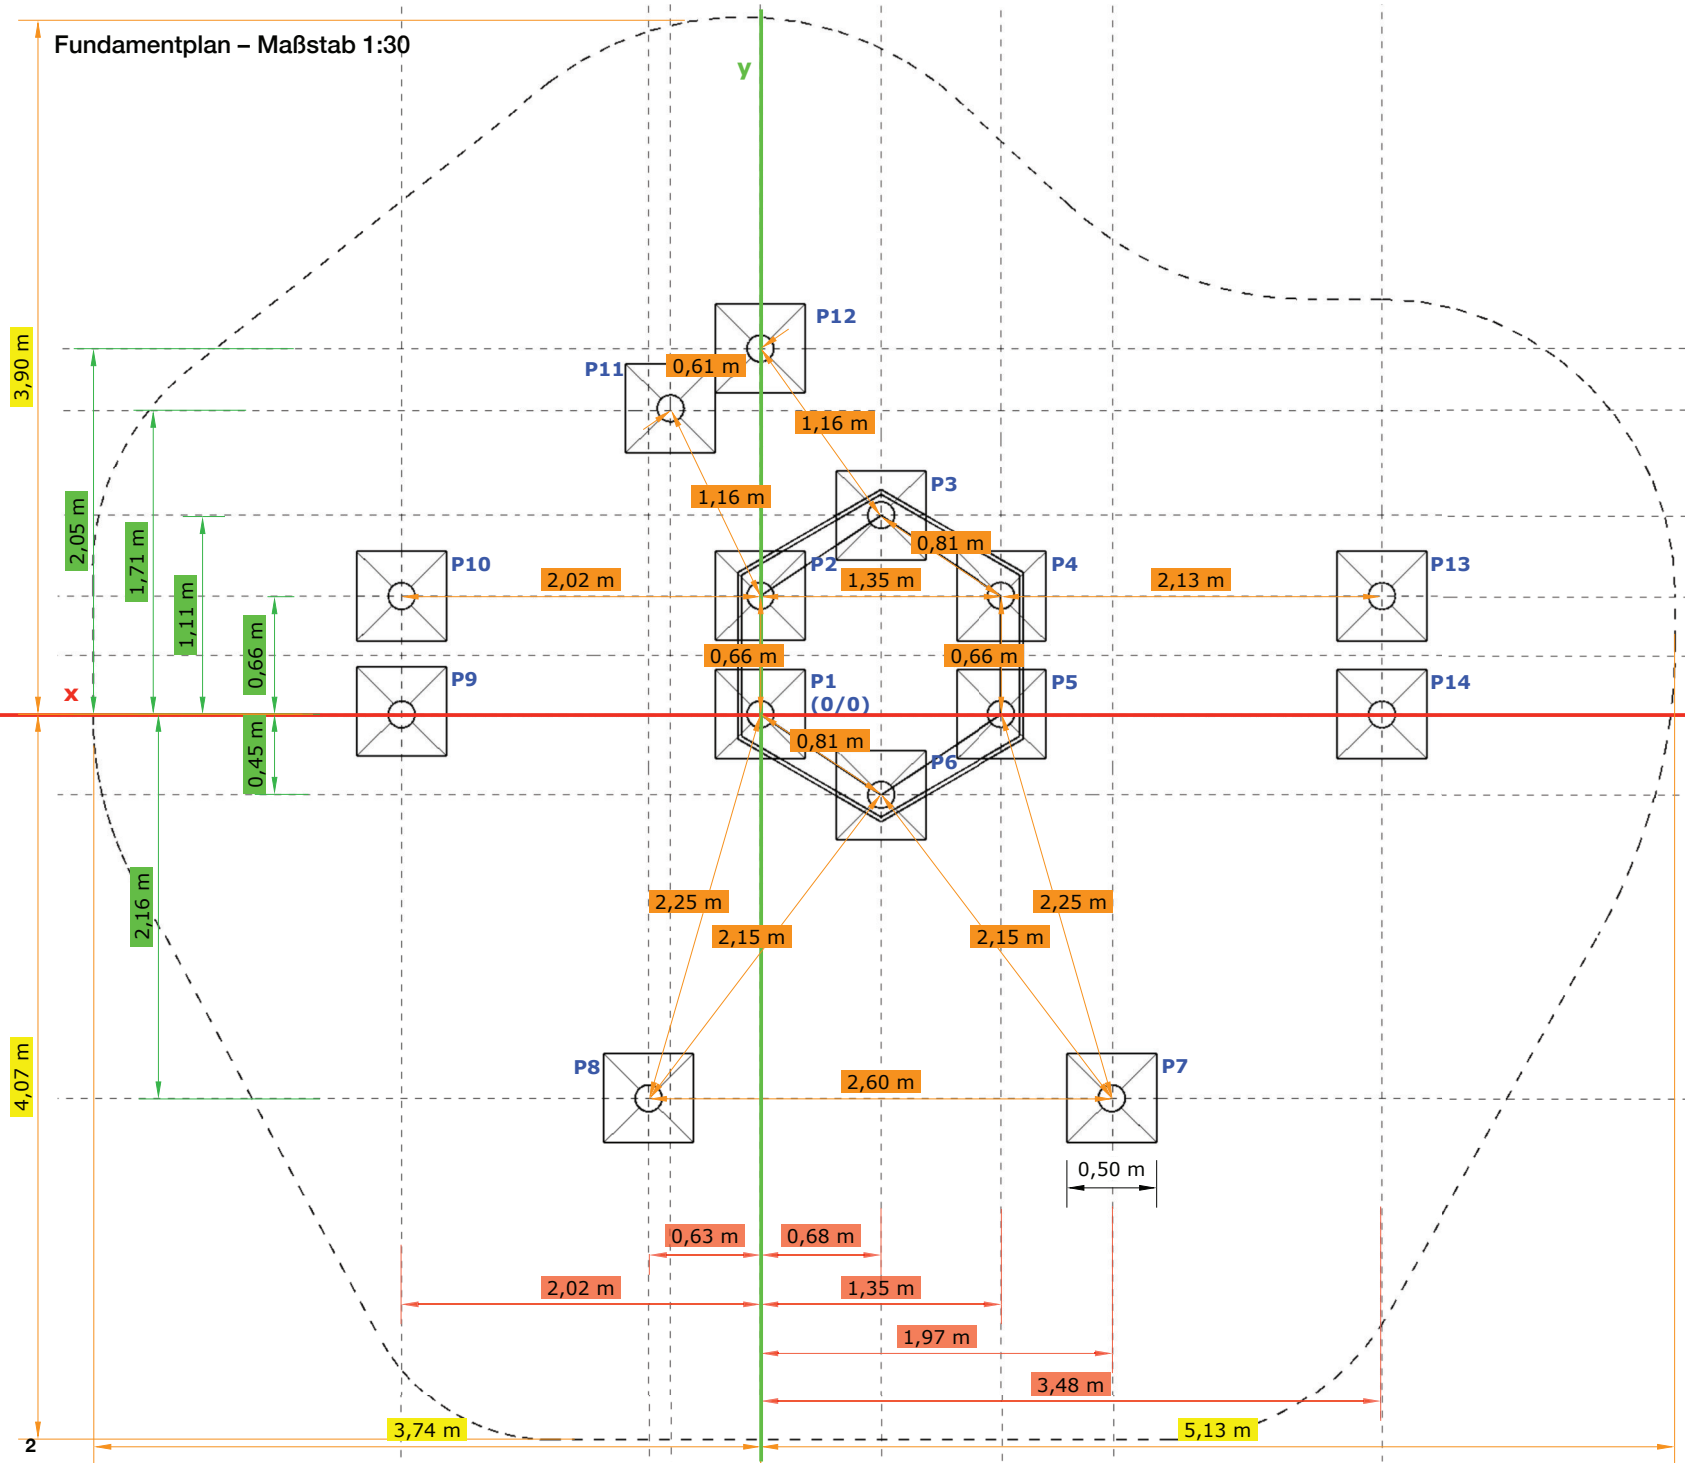 Fundamentplan – Maßstab 1:30
y
P12
3,90 m
0,61 m
P11
1,16 m
P3
1,16 m
2,05 m
1,71 m
0,81 m
P10
P2
P4
P13
2,02 m
1,35 m
2,13 m
1,11 m
0,66 m
0,66 m
0,66 m
P9
P1
(0/0)
P5
P14
x
0,81 m
0,45 m
P6
2,16 m
2,25 m
2,25 m
2,15 m
2,15 m
4,07 m
P8
P7
2,60 m
0,50 m
0,63 m
0,68 m
2,02 m
1,35 m
1,97 m
3,48 m
3,74 m
5,13 m
2